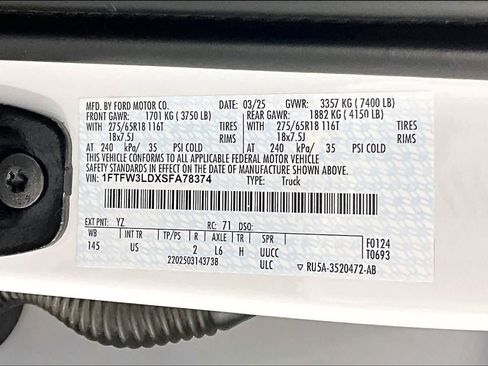 MFD. BY FORD MOTOR CO. DATE: 03/25 GVWR: 3357 KG ( 7400 LB)
FRONT GAWR: 1701 KG ( 3750 LB) REAR GAWR: 1882 KG ( 4150 LB)
WITH 275/65R18 116T TIRES WITH 275/65R18 116T TIRES
18x7.5J RIMS 18x7.5J RIMS
AT 240 kPa/ 35 PSI COLD AT 240 kPa/ 35 PSI COLD
THIS VEHICLE CONFORMS TO ALL APPLICABLE FEDERAL MOTOR VEHICLE
SAFETY STANDARDS IN EFFECT ON THE DATE OF MANUFACTURE SHOWN ABOVE.
VIN: 1FTFW3LDXSFA78374 TYPE: Truck
EXT PNT: YZ RC: 71 DSO:
WB INT TR TP/PS R AXLE TR SPR F0124
145 US 2 L6 H UUCC T0693
2202503143738 ULC RU5A-3520472-AB